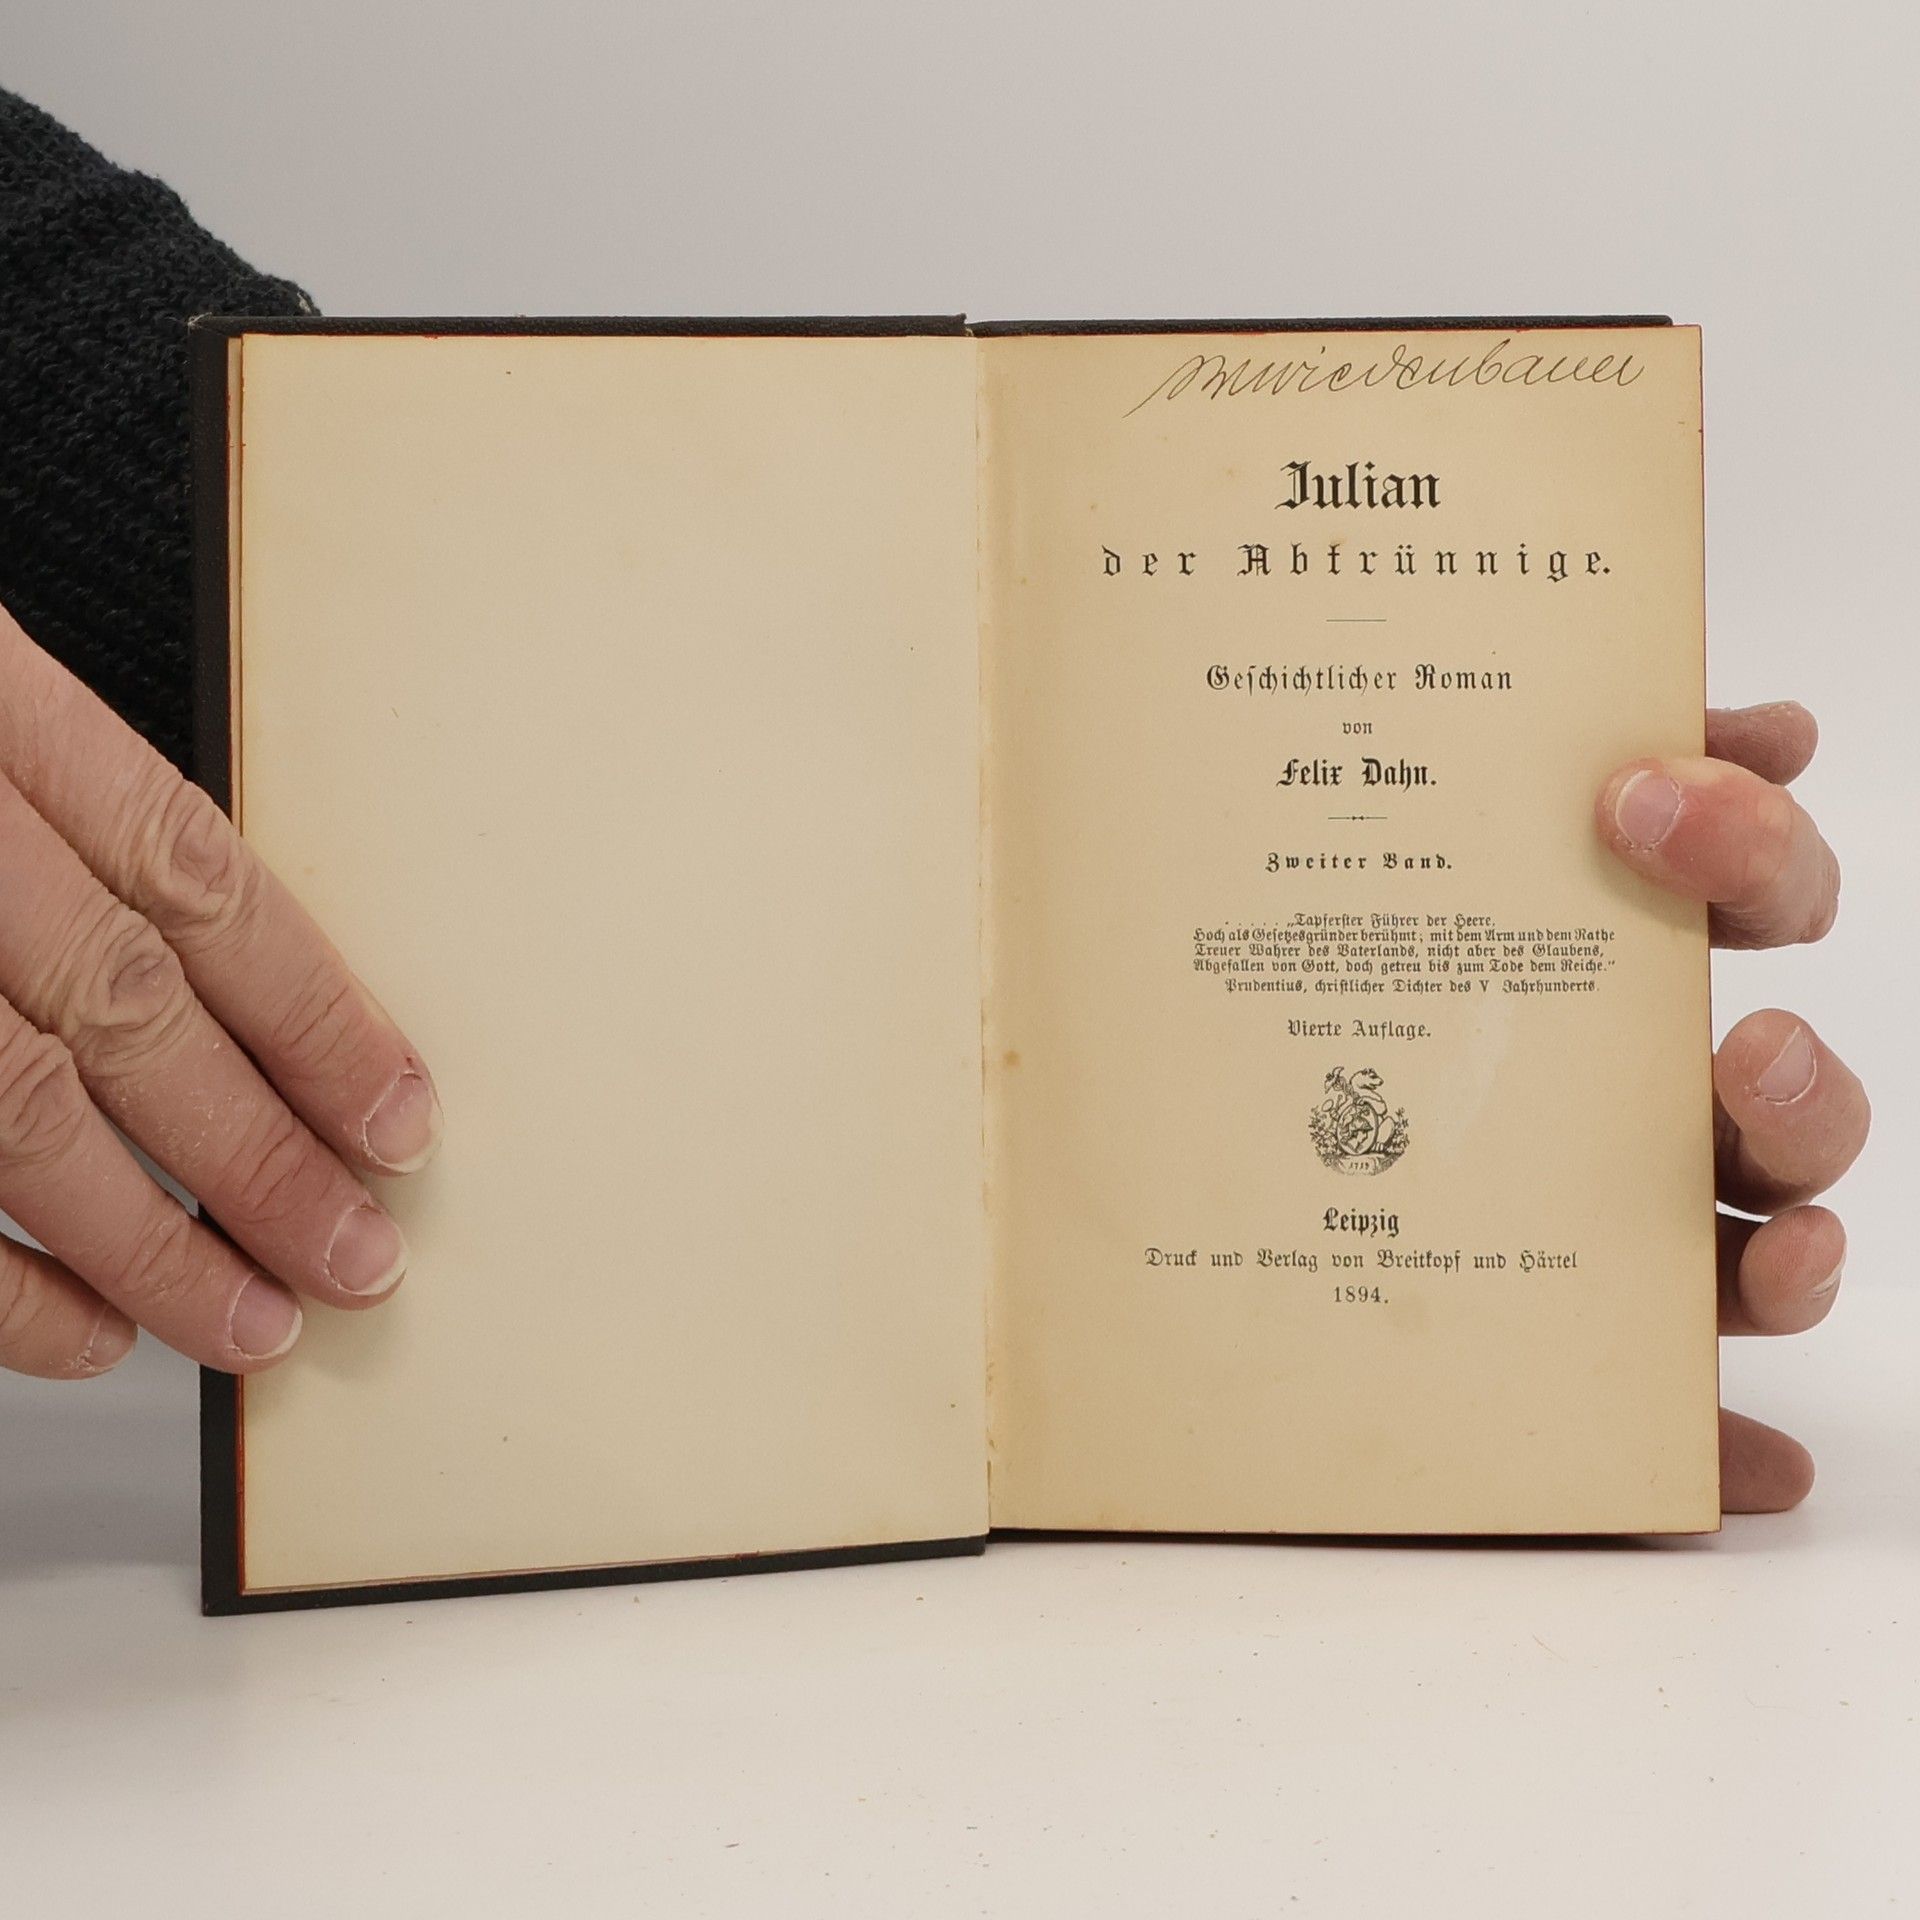 Julian
der Abtrünnige.
Geschichtlicher Roman
von
Felix Dahn.
Zweiter Band.
. . . . . „Tapferster Führer der Heere,
Hoch als Gesetzesgründer berühmt; mit dem Arm und dem Rathe
Treuer Wahrer des Vaterlands, nicht aber des Glaubens,
Abgefallen von Gott, doch getreu bis zum Tode dem Reiche.“
Prudentius, christlicher Dichter des V Jahrhunderts.
Vierte Auflage.
1719
Leipzig
Druck und Verlag von Breitkopf und Härtel
1894.